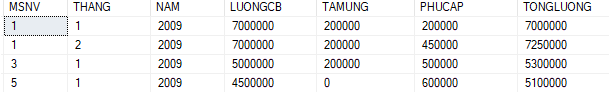 MSNV THANG NAM LUONGCB TAMUNG PHUCAP TONGLUONG
1 1 2009 7000000 200000 200000 7000000
1 2 2009 7000000 200000 450000 7250000
3 1 2009 5000000 200000 500000 5300000
5 1 2009 4500000 0 600000 5100000